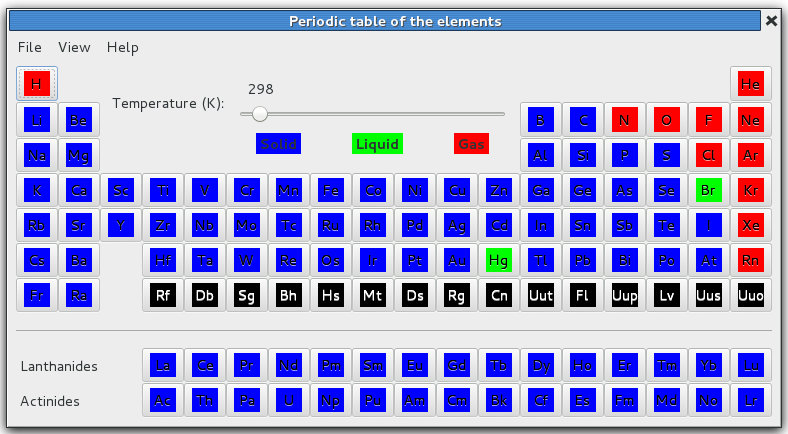 Periodic table of the elements
File View Help
H He
298
Temperature (K):
Li Be B C N O F Ne
Solid Liquid Gas
Na Mg Al Si P S Cl Ar
K Ca Sc Ti V Cr Mn Fe Co Ni Cu Zn Ga Ge As Se Br Kr
Rb Sr Y Zr Nb Mo Tc Ru Rh Pd Ag Cd In Sn Sb Te I Xe
Cs Ba Hf Ta W Re Os Ir Pt Au Hg Tl Pb Bi Po At Rn
Fr Ra Rf Db Sg Bh Hs Mt Ds Rg Cn Uut Fl Uup Lv Uus Uuo
Lanthanides La Ce Pr Nd Pm Sm Eu Gd Tb Dy Ho Er Tm Yb Lu
Actinides Ac Th Pa U Np Pu Am Cm Bk Cf Es Fm Md No Lr